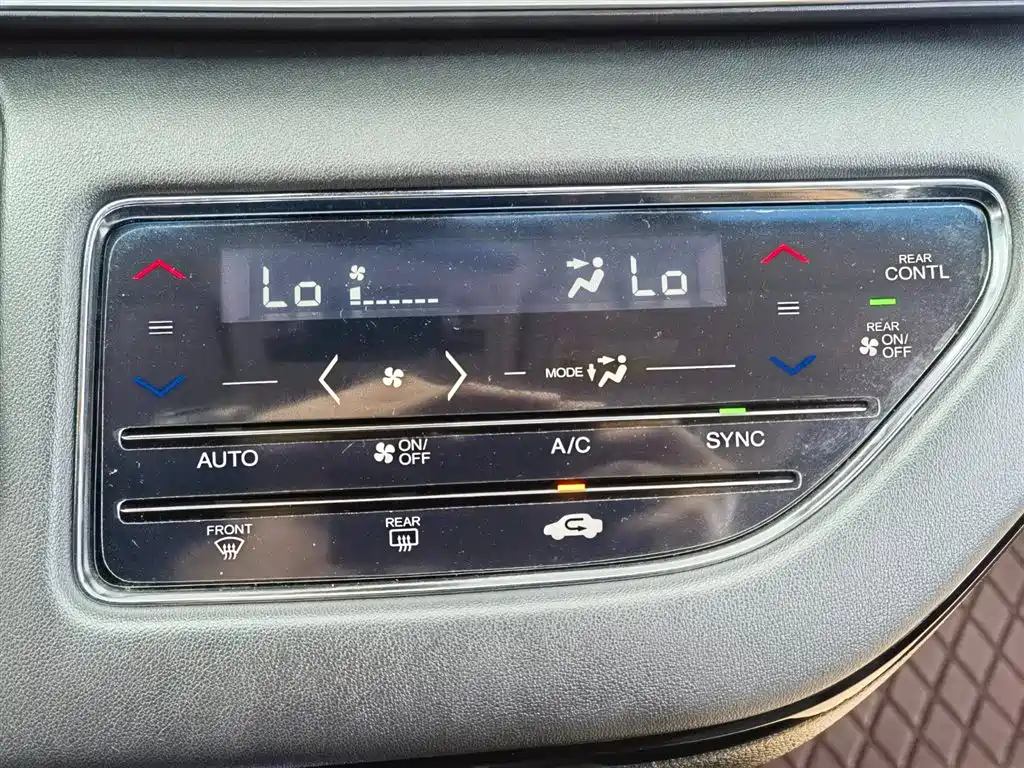 Lo
Lo
REAR
CONTL
REAR
ON/
OFF
MODE
AUTO
ON/
OFF
A/C
SYNC
FRONT
REAR